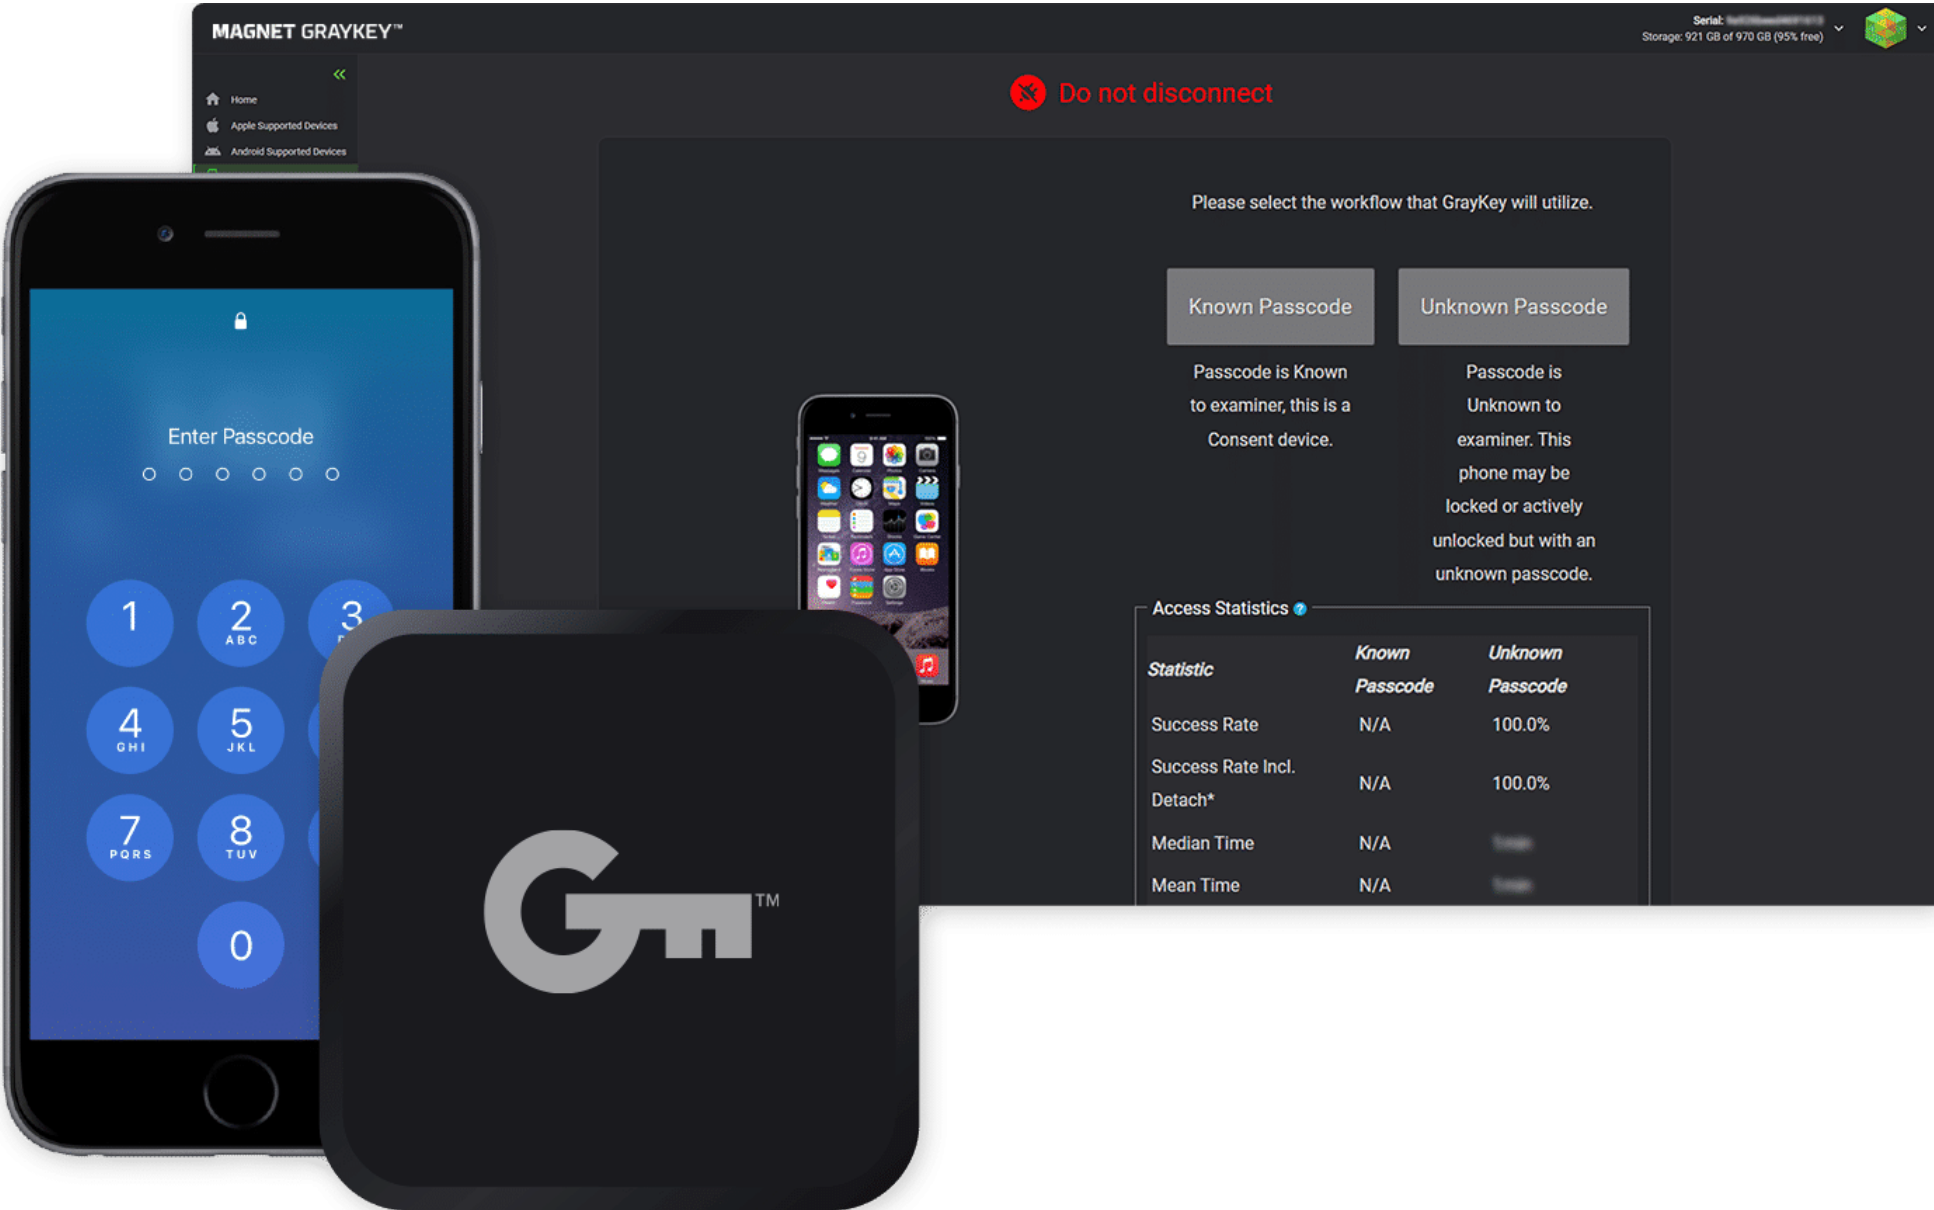 MAGNET GRAYKEY™
Serial:
Storage: 921 GB of 970 GB (95% free)
Home
Apple Supported Devices
Android Supported Devices
Do not disconnect
Please select the workflow that GrayKey will utilize.
Known Passcode
Passcode is Known
to examiner, this is a
Consent device.
Unknown Passcode
Passcode is
Unknown to
examiner. This
phone may be
locked or actively
unlocked but with an
unknown passcode.
Access Statistics ?
Statistic Known Passcode Unknown Passcode
Success Rate N/A 100.0%
Success Rate Incl.
Detach* N/A 100.0%
Median Time N/A
Mean Time N/A
Enter Passcode
1
2
ABC
3
4
GHI
5
JKL
7
PQRS
8
TUV
0
G
TM